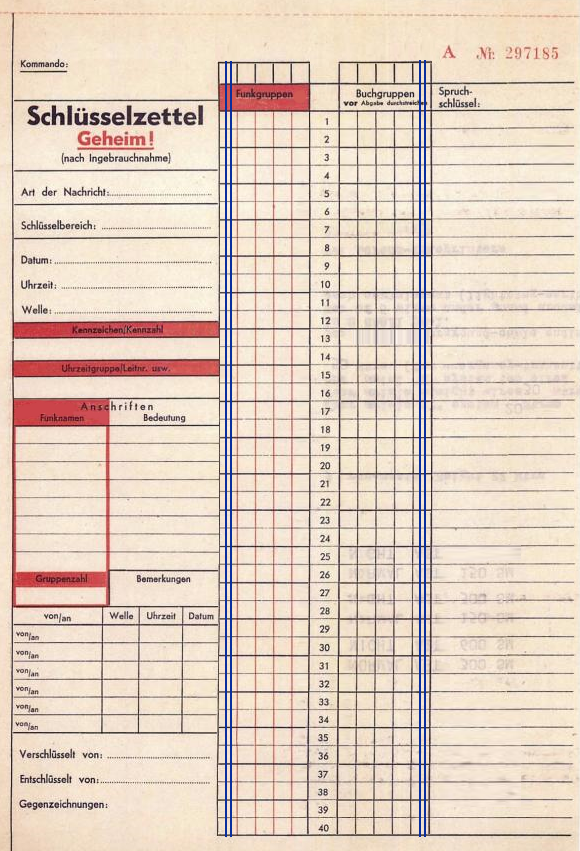 A № 297185
Kommando:
Schlüsselzettel
Geheim!
(nach Ingebrauchnahme)
Art der Nachricht:
Schlüsselbereich:
Datum:
Uhrzeit:
Welle:
Kennzeichen/Kennzahl
Uhrzeitgruppe/Leitnr. usw.
Anschriften
Funknamen Bedeutung
Gruppenzahl Bemerkungen
von/an Welle Uhrzeit Datum
von/an
von/an
von/an
von/an
von/an
von/an
Verschlüsselt von:
Entschlüsselt von:
Gegenzeichnungen:
Funkgruppen
Buchgruppen
vor Abgabe durchstreichen
Spruch-
schlüssel:
1
2
3
4
5
6
7
8
9
10
11
12
13
14
15
16
17
18
19
20
21
22
23
24
25
26
27
28
29
30
31
32
33
34
35
36
37
38
39
40